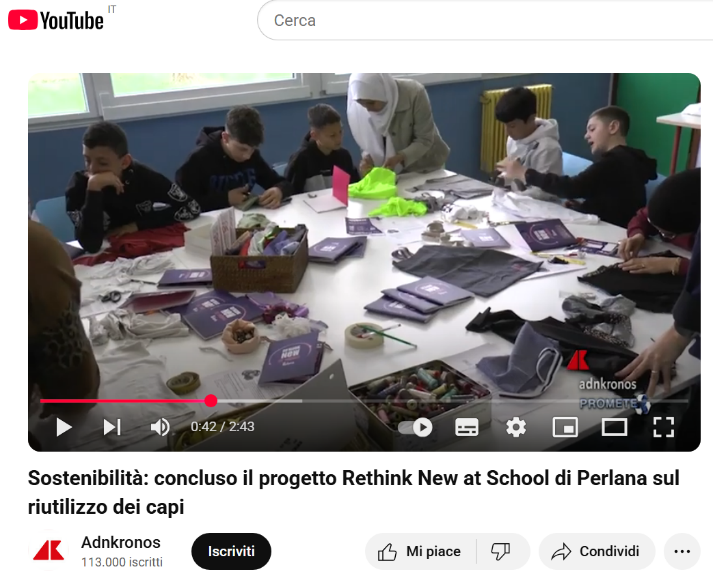 YouTube
IT
Cerca
adnkronos
PROMETEO
0:42 / 2:43
Sostenibilità: concluso il progetto Rethink New at School di Perlana sul
riutilizzo dei capi
Adnkronos
113.000 iscritti
Iscriviti
Mi piace
Condividi